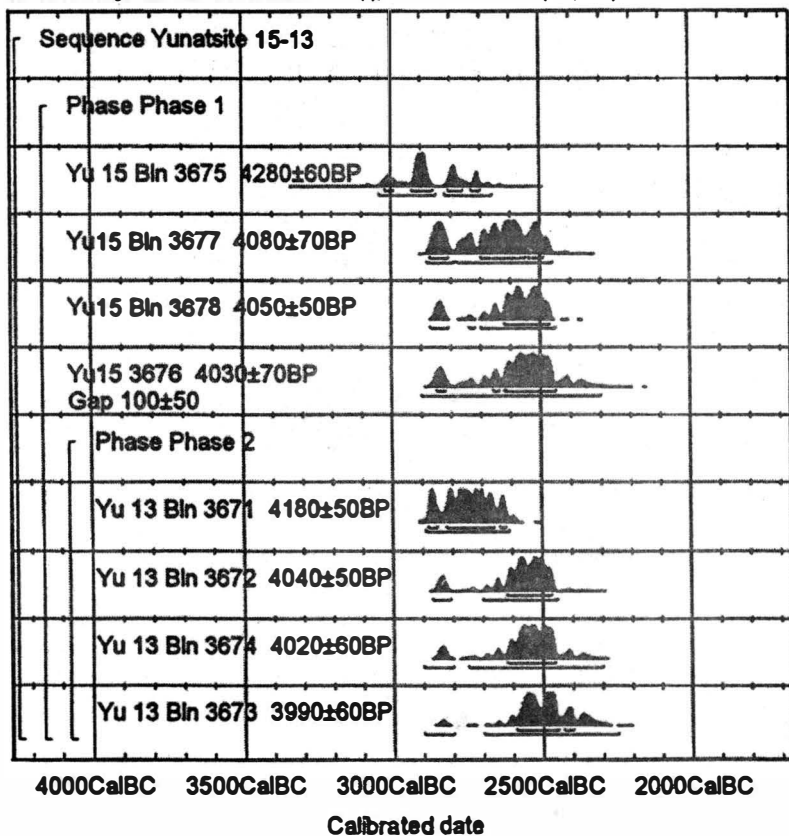 Sequence Yunatsite 15-13
Phase Phase 1
Yu 15 Bln 3675 4280±60BP
Yu15 Bln 3677 4080±70BP
Yu15 Bln 3678 4050±50BP
Yu15 3676 4030±70BP
Gap 100±50
Phase Phase 2
Yu 13 Bln 3671 4180±50BP
Yu 13 Bln 3672 4040±50BP
Yu 13 Bln 3674 4020±60BP
Yu 13 Bln 3673 3990±60BP
4000CalBC 3500CalBC 3000CalBC 2500CalBC 2000CalBC
Calibrated date